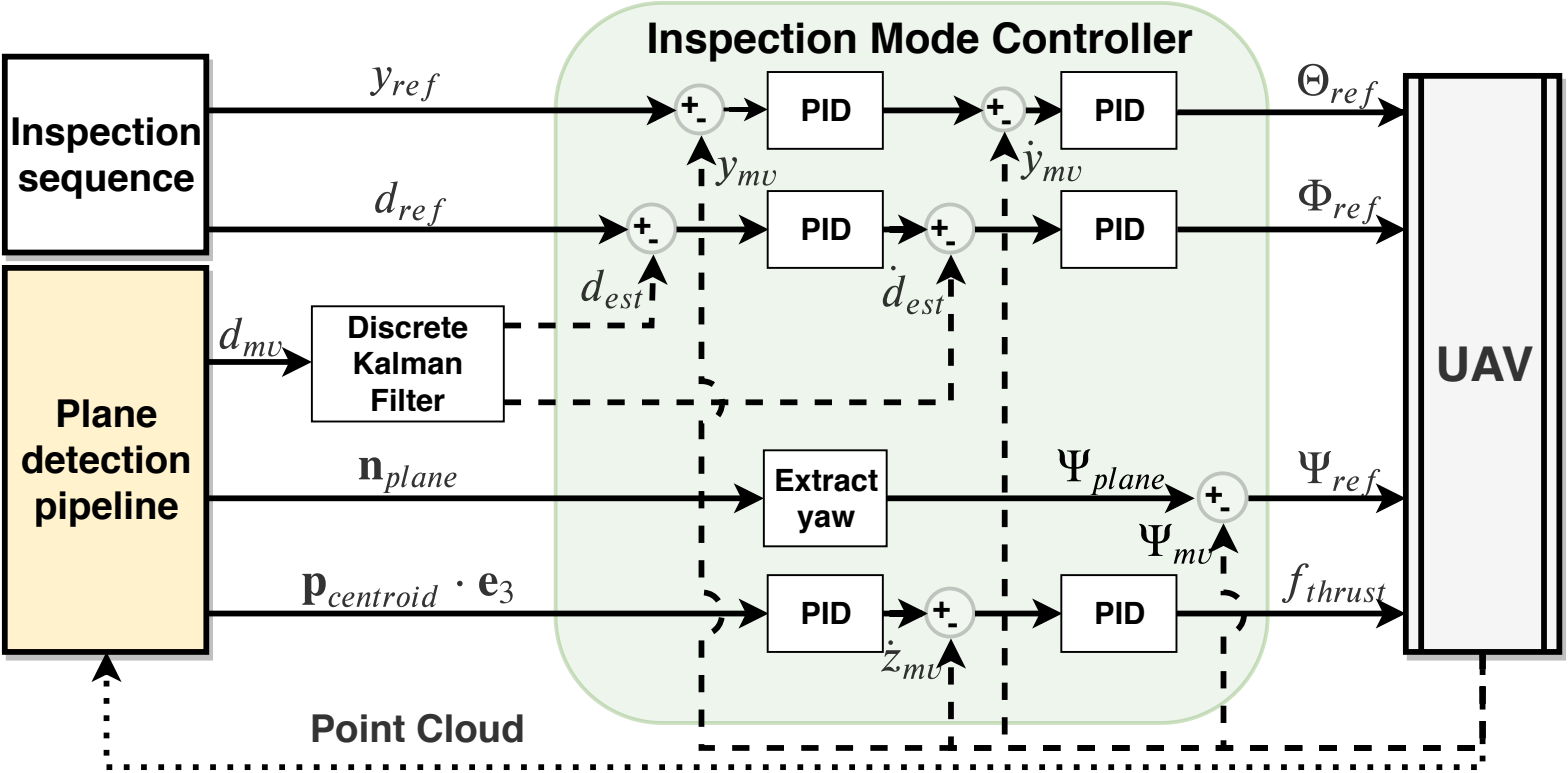 Inspection Mode Controller
Inspection
sequence
y_ref
+
-
PID
+
-
PID
Θ_ref
y_mv
ẏ_mv
d_ref
+
-
PID
+
-
PID
Φ_ref
d_est
ḋ_est
Plane
detection
pipeline
d_mv
Discrete
Kalman
Filter
UAV
n_plane
Extract
yaw
Ψ_plane
+
-
Ψ_ref
Ψ_mv
p_centroid · e_3
PID
+
-
PID
f_thrust
ż_mv
Point Cloud